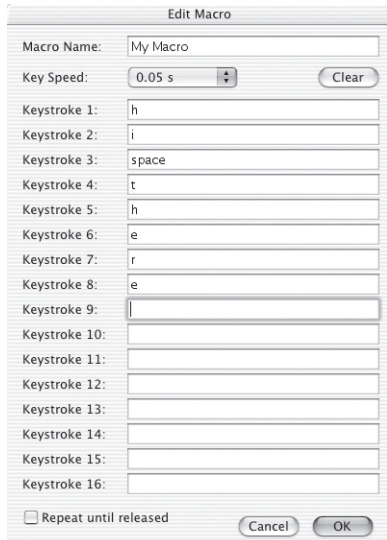 Edit Macro
Macro Name: My Macro
Key Speed: 0.05 s Clear
Keystroke 1: h
Keystroke 2: i
Keystroke 3: space
Keystroke 4: t
Keystroke 5: h
Keystroke 6: e
Keystroke 7: r
Keystroke 8: e
Keystroke 9:
Keystroke 10:
Keystroke 11:
Keystroke 12:
Keystroke 13:
Keystroke 14:
Keystroke 15:
Keystroke 16:
Repeat until released
Cancel OK